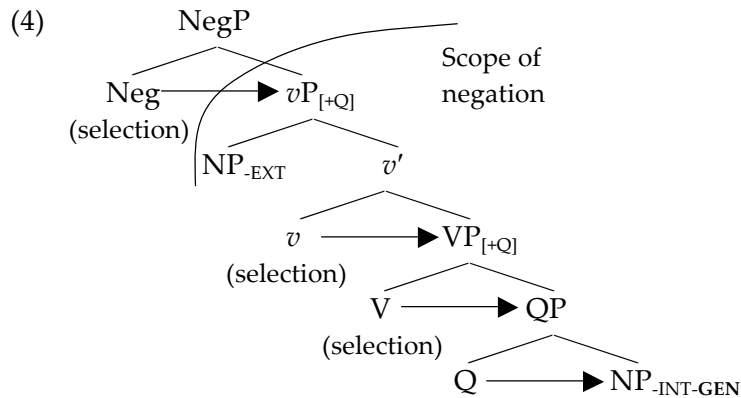 (4) NegP
Scope of
negation
Neg vP[+Q]
(selection)
NP-EXT v′
v VP[+Q]
(selection)
V QP
(selection)
Q NP-INT-GEN